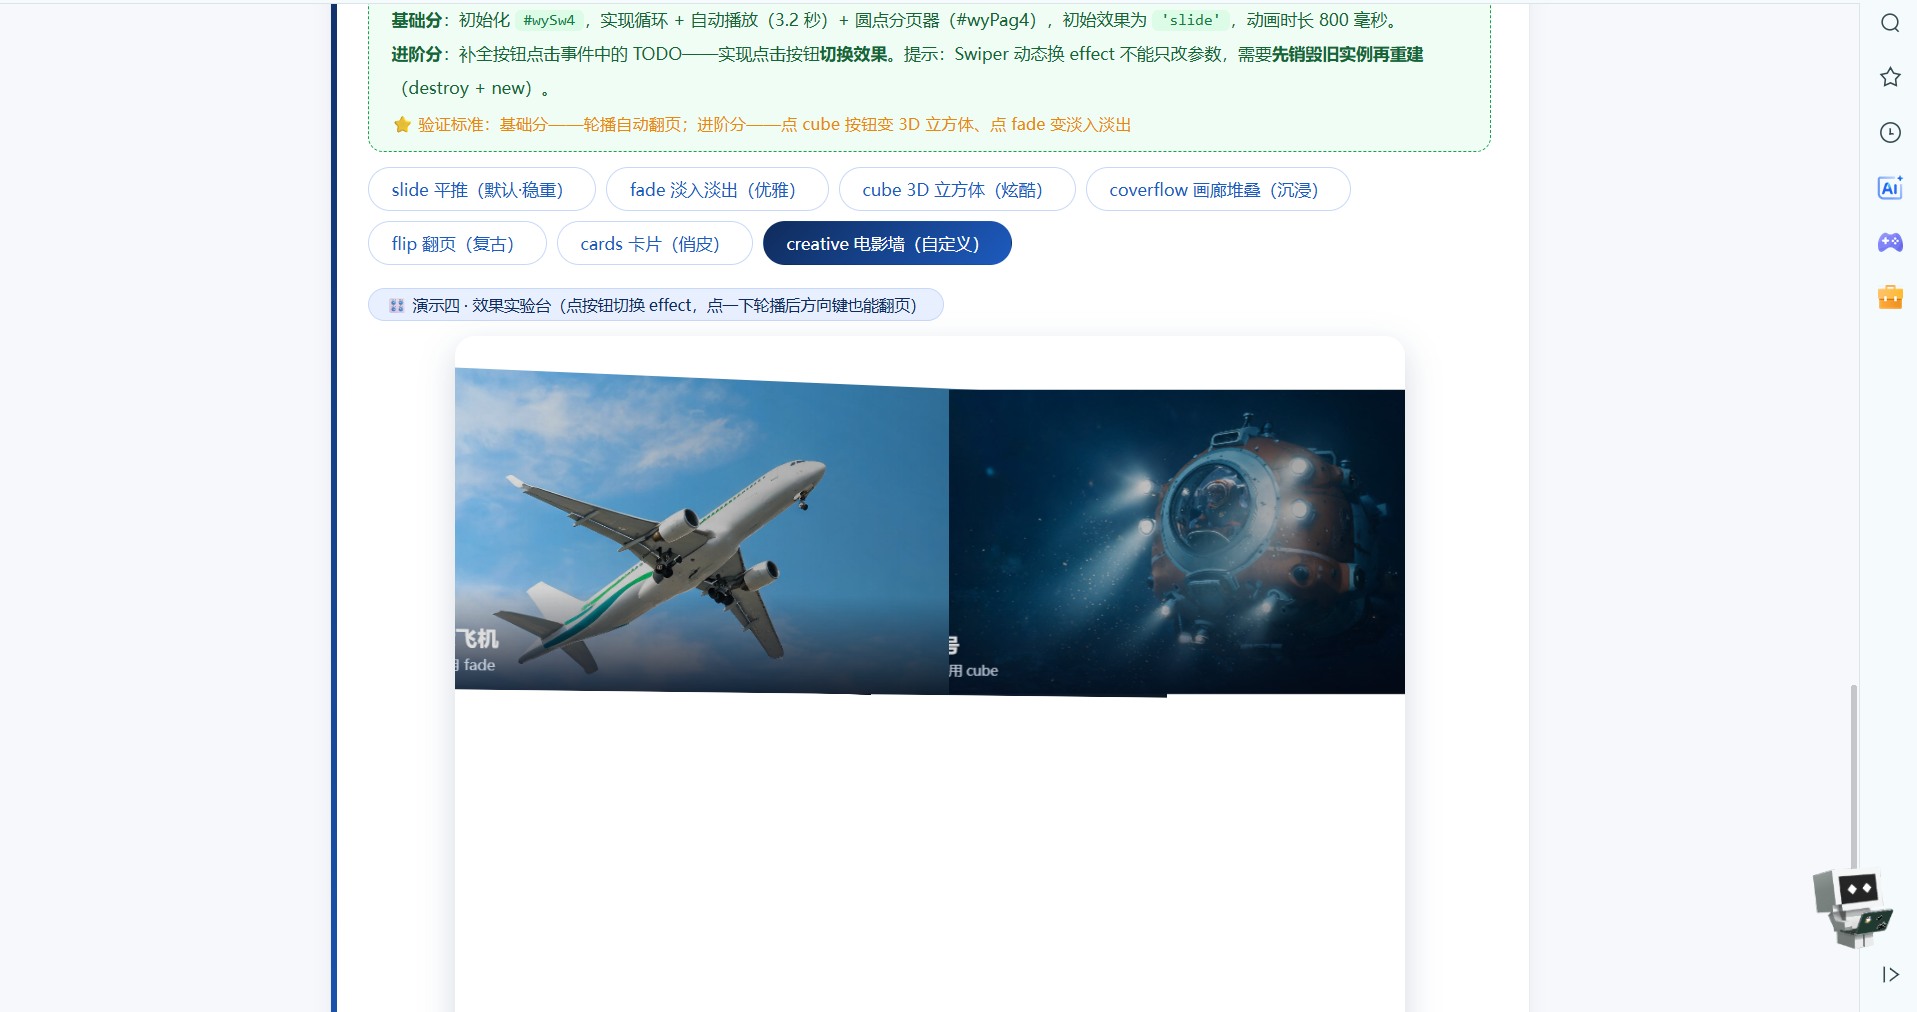 基础分：初始化 #wySw4，实现循环 + 自动播放（3.2 秒）+ 圆点分页器（#wyPag4），初始效果为 'slide'，动画时长 800 毫秒。
进阶分：补全按钮点击事件中的 TODO——实现点击按钮切换效果。提示：Swiper 动态换 effect 不能只改参数，需要先销毁旧实例再重建
（destroy + new）。
⭐ 验证标准：基础分——轮播自动翻页；进阶分——点 cube 按钮变 3D 立方体、点 fade 变淡入淡出
slide 平推（默认·稳重） fade 淡入淡出（优雅） cube 3D 立方体（炫酷） coverflow 画廊堆叠（沉浸）
flip 翻页（复古） cards 卡片（俏皮） creative 电影墙（自定义）
演示四 · 效果实验台（点按钮切换 effect，点一下轮播后方向键也能翻页）
飞机
用 fade
号
用 cube
Ai